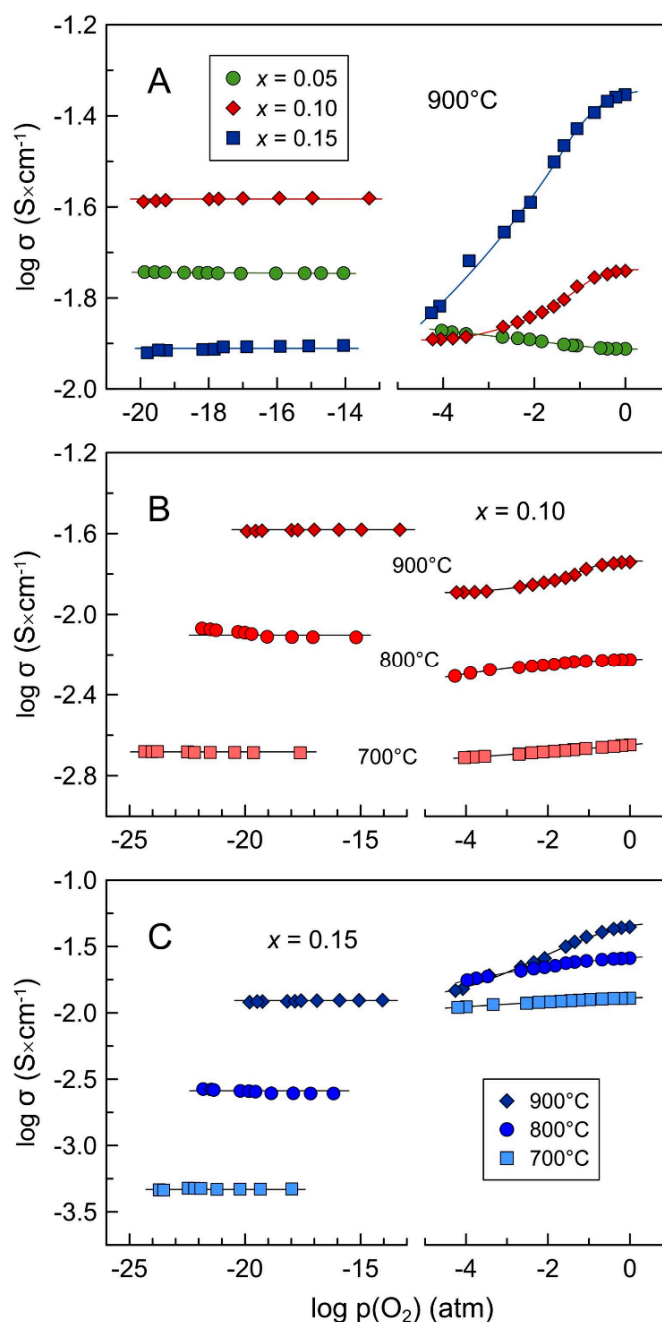 A
x = 0.05
x = 0.10
x = 0.15
900°C
log σ (S×cm⁻¹)
-1.2
-1.4
-1.6
-1.8
-2.0
-20 -18 -16 -14 -4 -2 0
B
x = 0.10
900°C
800°C
700°C
log σ (S×cm⁻¹)
-1.2
-1.6
-2.0
-2.4
-2.8
-25 -20 -15 -4 -2 0
C
x = 0.15
900°C
800°C
700°C
log σ (S×cm⁻¹)
-1.0
-1.5
-2.0
-2.5
-3.0
-3.5
-25 -20 -15 -4 -2 0
log p(O₂) (atm)